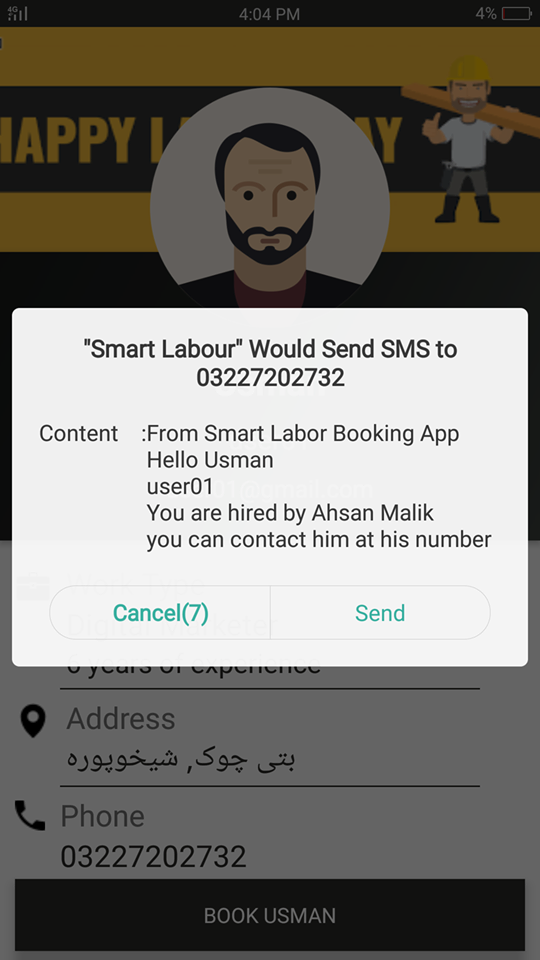 4G
4:04 PM
4%
HAPPY L
AY
"Smart Labour" Would Send SMS to
03227202732
Content :From Smart Labor Booking App
Hello Usman
user01
You are hired by Ahsan Malik
you can contact him at his number
Cancel(7)
Send
Work Type
Digital Marketer
6 years of experience
Address
بتی چوک, شیخوپورہ
Phone
03227202732
BOOK USMAN